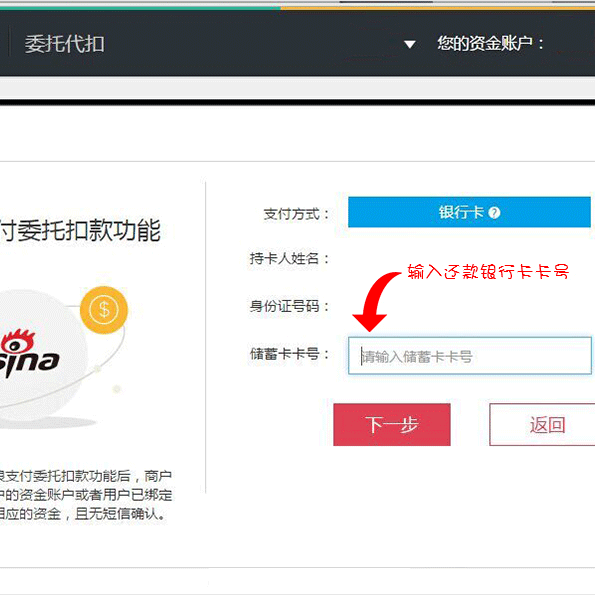 委托代扣
您的资金账户：
付委托扣款功能
支付方式：
银行卡 ?
持卡人姓名：
输入还款银行卡卡号
身份证号码：
$
储蓄卡卡号：
请输入储蓄卡卡号
sina
下一步
返回
浪支付委托扣款功能后，商户
户的资金账户或者用户已绑定
相应的资金，且无短信确认。